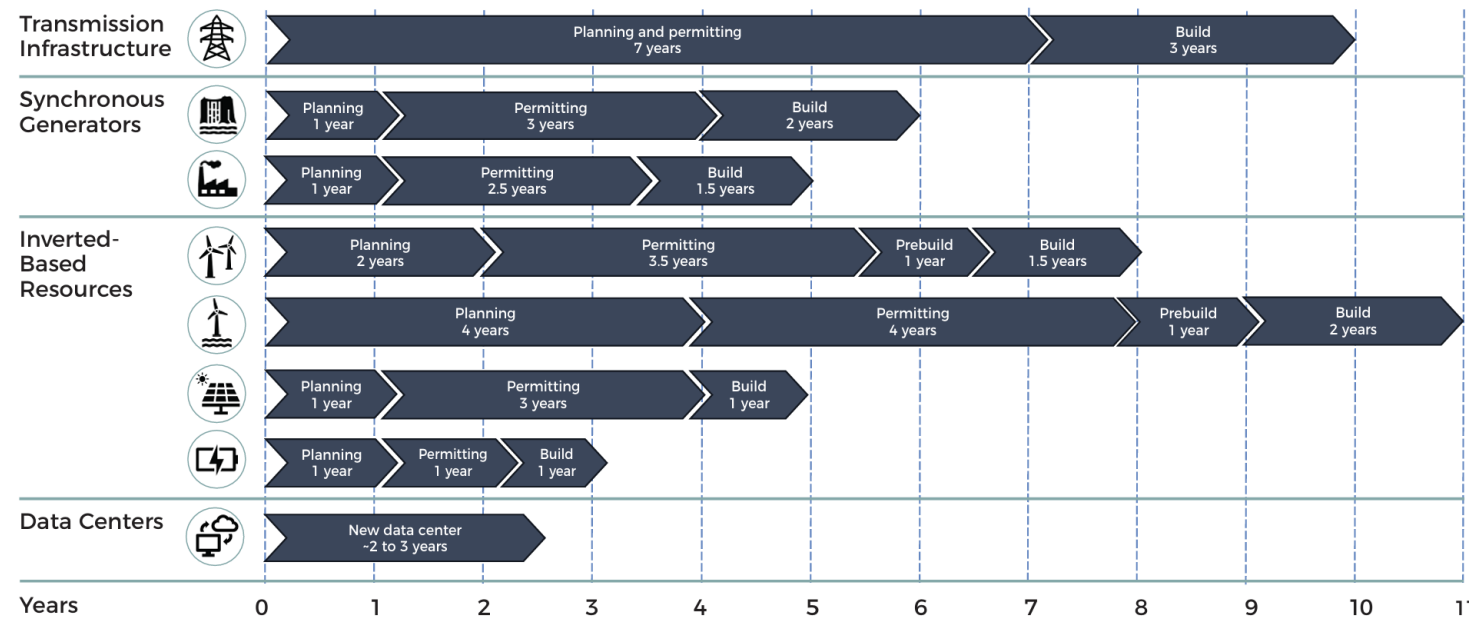 Transmission
Infrastructure
Planning and permitting
7 years
Build
3 years
Synchronous
Generators
Planning
1 year
Permitting
3 years
Build
2 years
Planning
1 year
Permitting
2.5 years
Build
1.5 years
Inverted-
Based
Resources
Planning
2 years
Permitting
3.5 years
Prebuild
1 year
Build
1.5 years
Planning
4 years
Permitting
4 years
Prebuild
1 year
Build
2 years
Planning
1 year
Permitting
3 years
Build
1 year
Planning
1 year
Permitting
1 year
Build
1 year
Data Centers
New data center
~2 to 3 years
Years 0 1 2 3 4 5 6 7 8 9 10